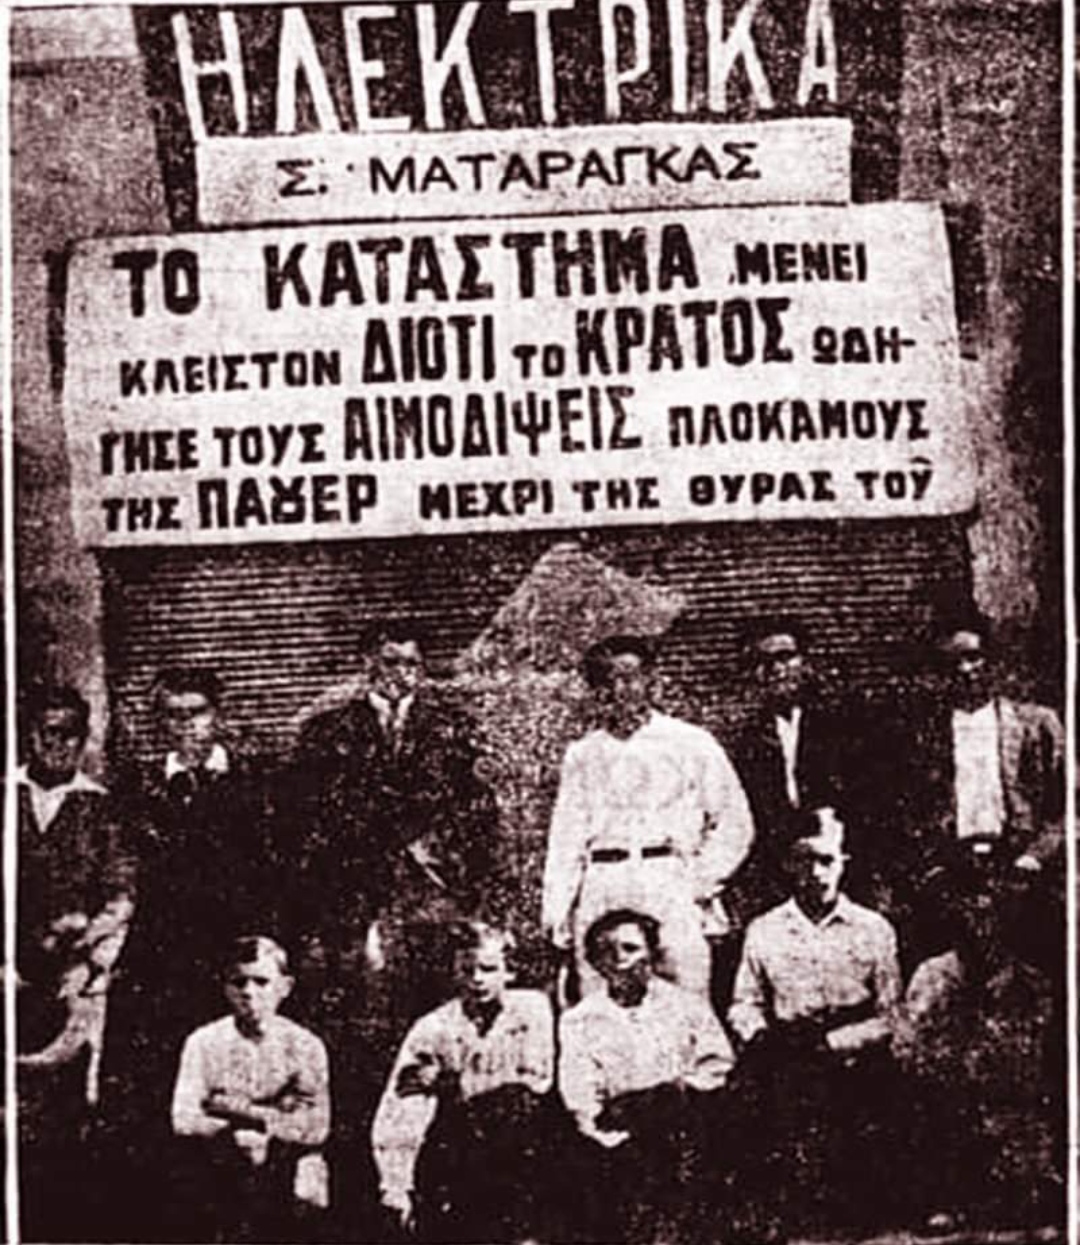 ΗΛΕΚΤΡΙΚΑ
Σ. ΜΑΤΑΡΑΓΚΑΣ
ΤΟ ΚΑΤΑΣΤΗΜΑ ΜΕΝΕΙ
ΚΛΕΙΣΤΟΝ ΔΙΟΤΙ ΤΟ ΚΡΑΤΟΣ ΩΔΗ-
ΓΗΣΕ ΤΟΥΣ ΑΙΜΟΔΙΨΕΙΣ ΠΛΟΚΑΜΟΥΣ
ΤΗΣ ΠΑȢΕΡ ΜΕΧΡΙ ΤΗΣ ΘΥΡΑΣ ΤΟΥ͂